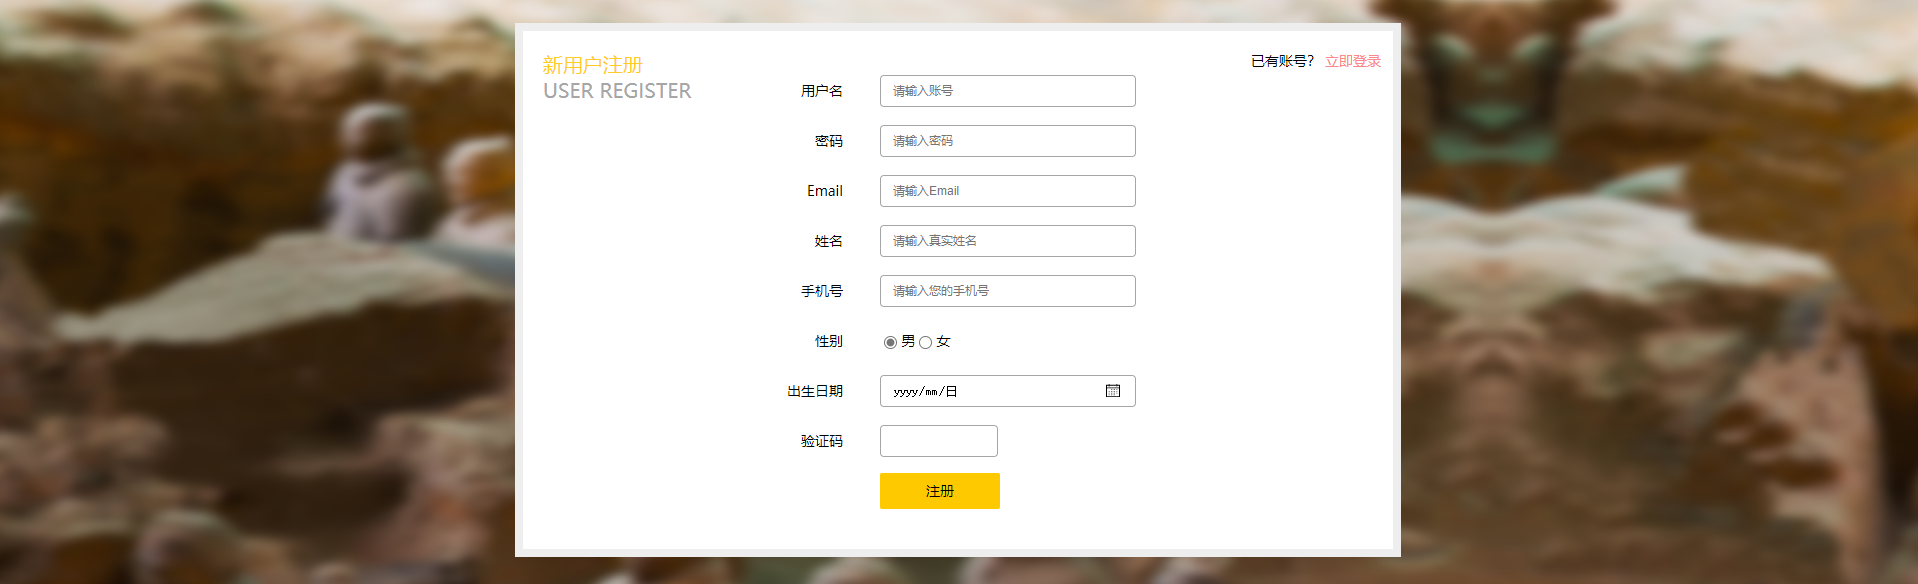 新用户注册
USER REGISTER
已有账号? 立即登录
用户名 请输入账号
密码 请输入密码
Email 请输入Email
姓名 请输入真实姓名
手机号 请输入您的手机号
性别 男 女
出生日期 yyyy/mm/日
验证码
注册